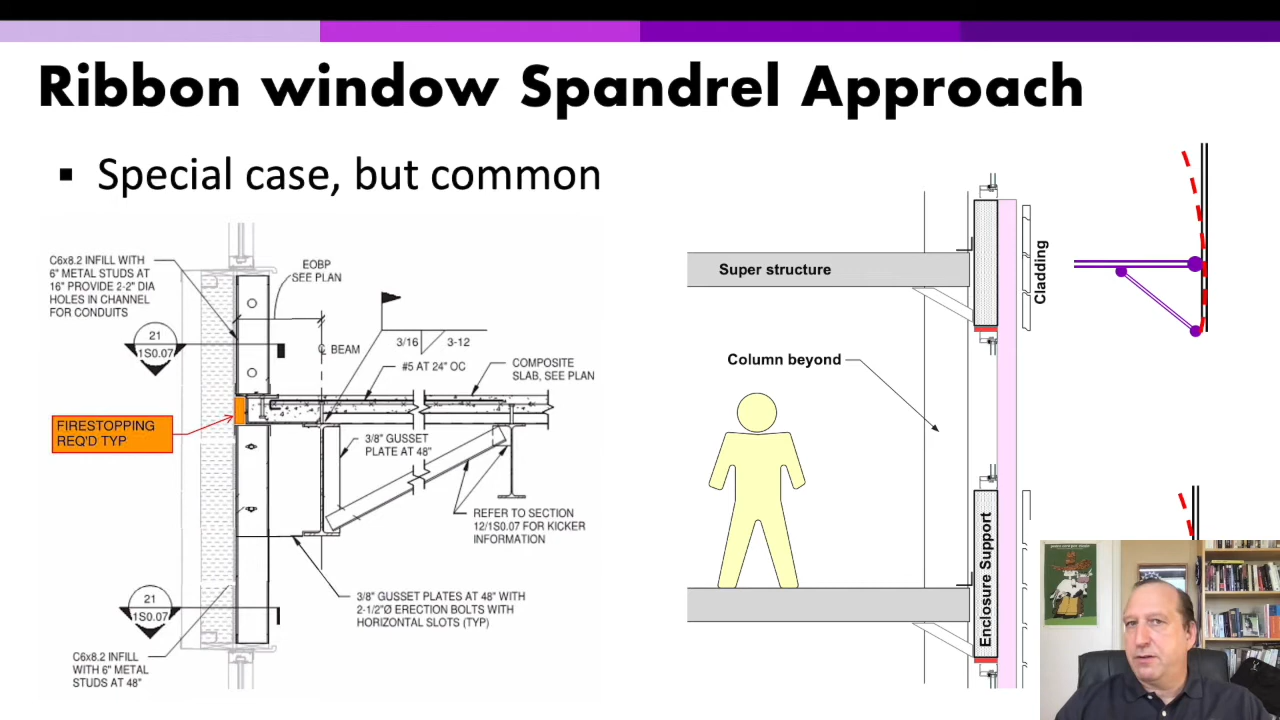 Ribbon window Spandrel Approach
▪ Special case, but common
C6x8.2 INFILL WITH
6" METAL STUDS AT
16" PROVIDE 2-2" DIA
HOLES IN CHANNEL
FOR CONDUITS
EOBP
SEE PLAN
21
1S0.07
℄ BEAM
3/16
3-12
#5 AT 24" OC
COMPOSITE
SLAB, SEE PLAN
FIRESTOPPING
REQ'D TYP
3/8" GUSSET
PLATE AT 48"
REFER TO SECTION
12/1S0.07 FOR KICKER
INFORMATION
21
1S0.07
3/8" GUSSET PLATES AT 48" WITH
2-1/2"Ø ERECTION BOLTS WITH
HORIZONTAL SLOTS (TYP)
C6x8.2 INFILL
WITH 6" METAL
STUDS AT 48"
Super structure
Cladding
Column beyond
Enclosure Support